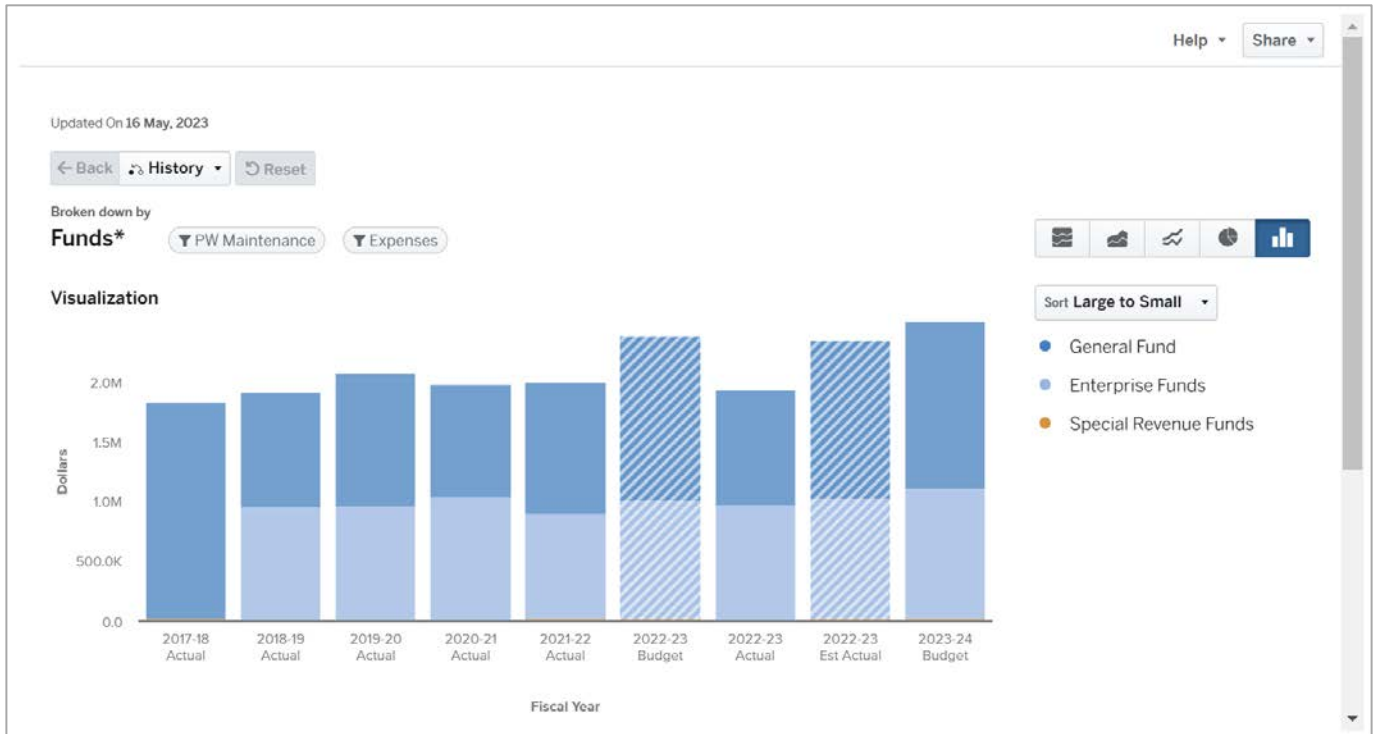 Help Share
Updated On 16 May, 2023
Back History Reset
Broken down by
Funds* PW Maintenance Expenses
Visualization
Sort Large to Small
General Fund
Enterprise Funds
Special Revenue Funds
Dollars
2.0M
1.5M
1.0M
500.0K
0.0
2017-18 2018-19 2019-20 2020-21 2021-22 2022-23 2022-23 2022-23 2023-24
Actual Actual Actual Actual Actual Budget Actual Est Actual Budget
Fiscal Year